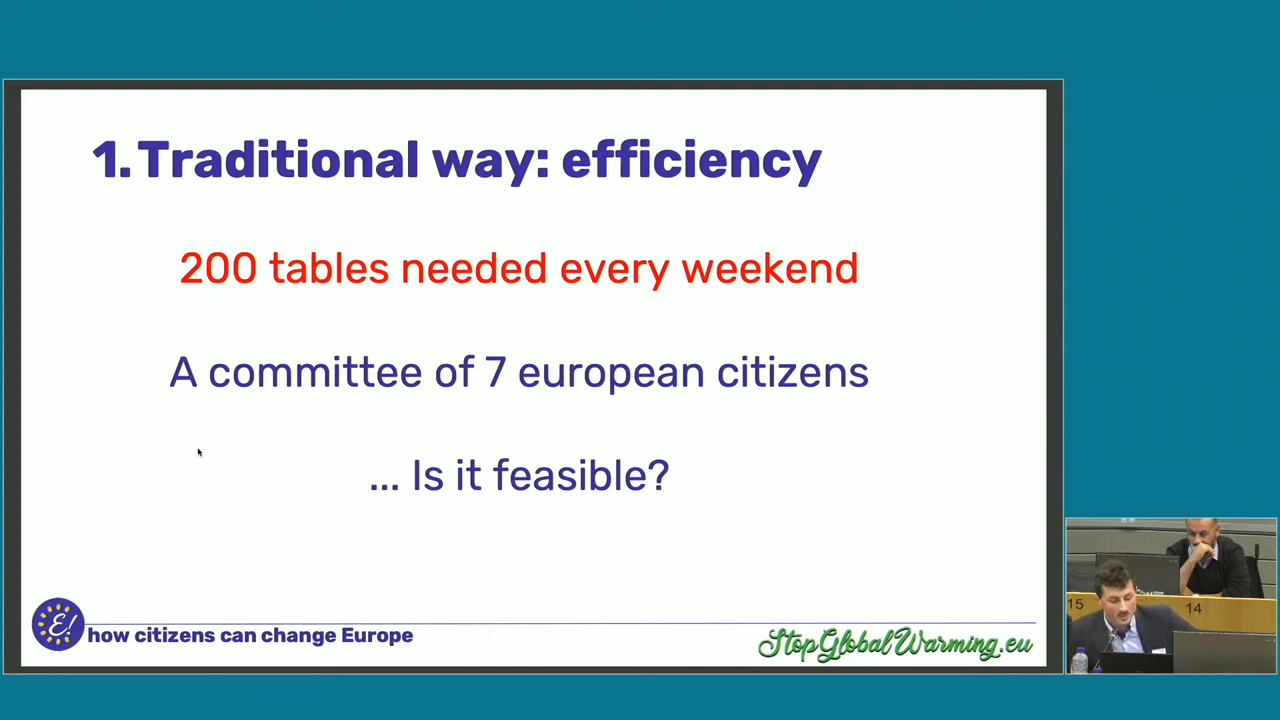 1. Traditional way: efficiency
200 tables needed every weekend
A committee of 7 european citizens
... Is it feasible?
E!
how citizens can change Europe
StopGlobalWarming.eu
15
14